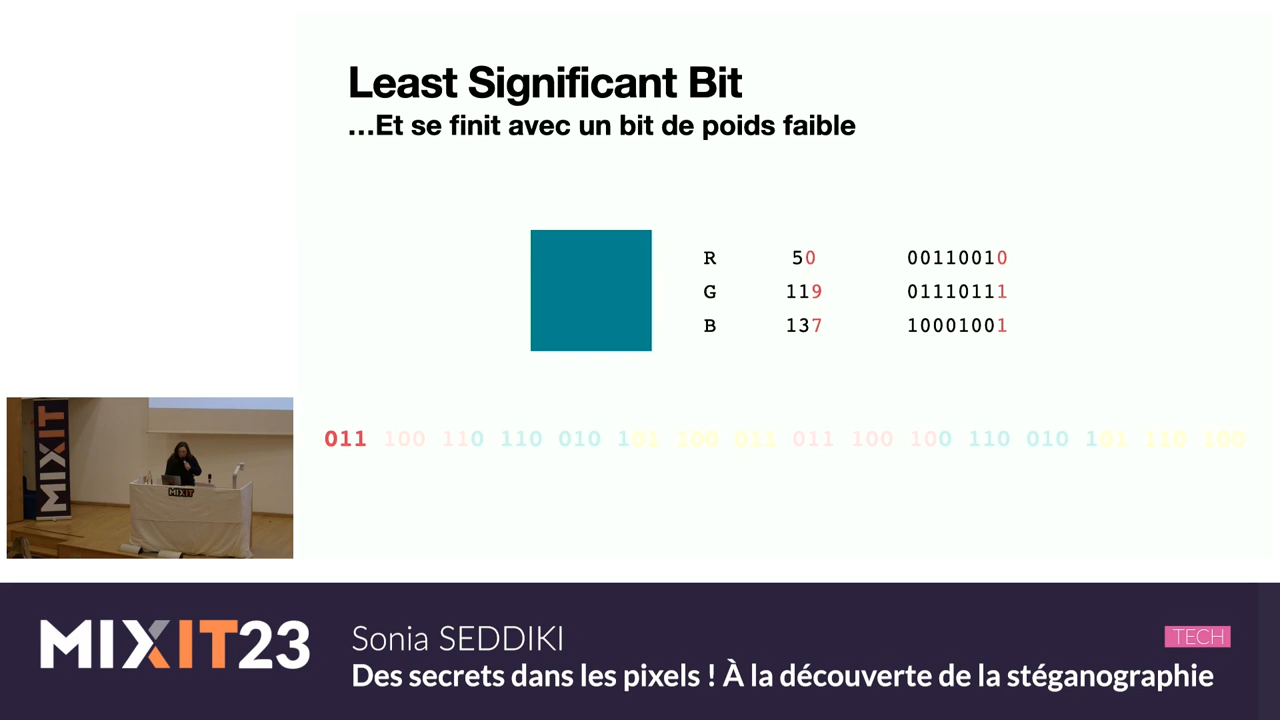 Least Significant Bit
...Et se finit avec un bit de poids faible
R 50 00110010
G 119 01110111
B 137 10001001
011 100 110 110 010 101 100 011 011 100 100 110 010 101 110 100
MIXIT
MIXIT
MIXIT23
Sonia SEDDIKI
TECH
Des secrets dans les pixels ! À la découverte de la stéganographie